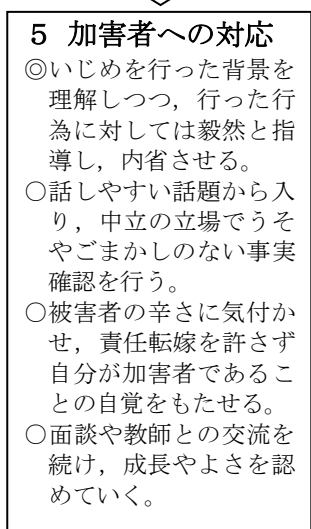 5 加害者への対応
◎いじめを行った背景を
理解しつつ，行った行
為に対しては毅然と指
導し，内省させる。
○話しやすい話題から入
り，中立の立場でうそ
やごまかしのない事実
確認を行う。
○被害者の辛さに気付か
せ，責任転嫁を許さず
自分が加害者であるこ
との自覚をもたせる。
○面談や教師との交流を
続け，成長やよさを認
めていく。